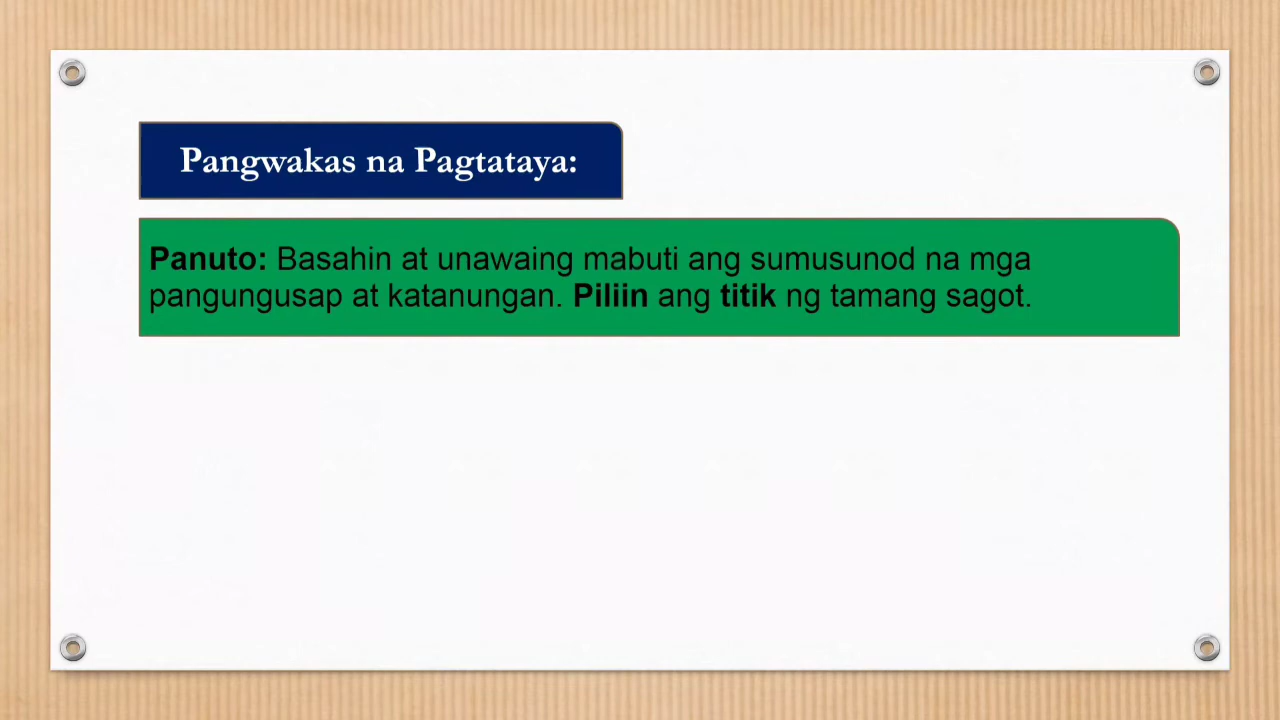 Pangwakas na Pagtataya:
Panuto: Basahin at unawaing mabuti ang sumusunod na mga
pangungusap at katanungan. Piliin ang titik ng tamang sagot.